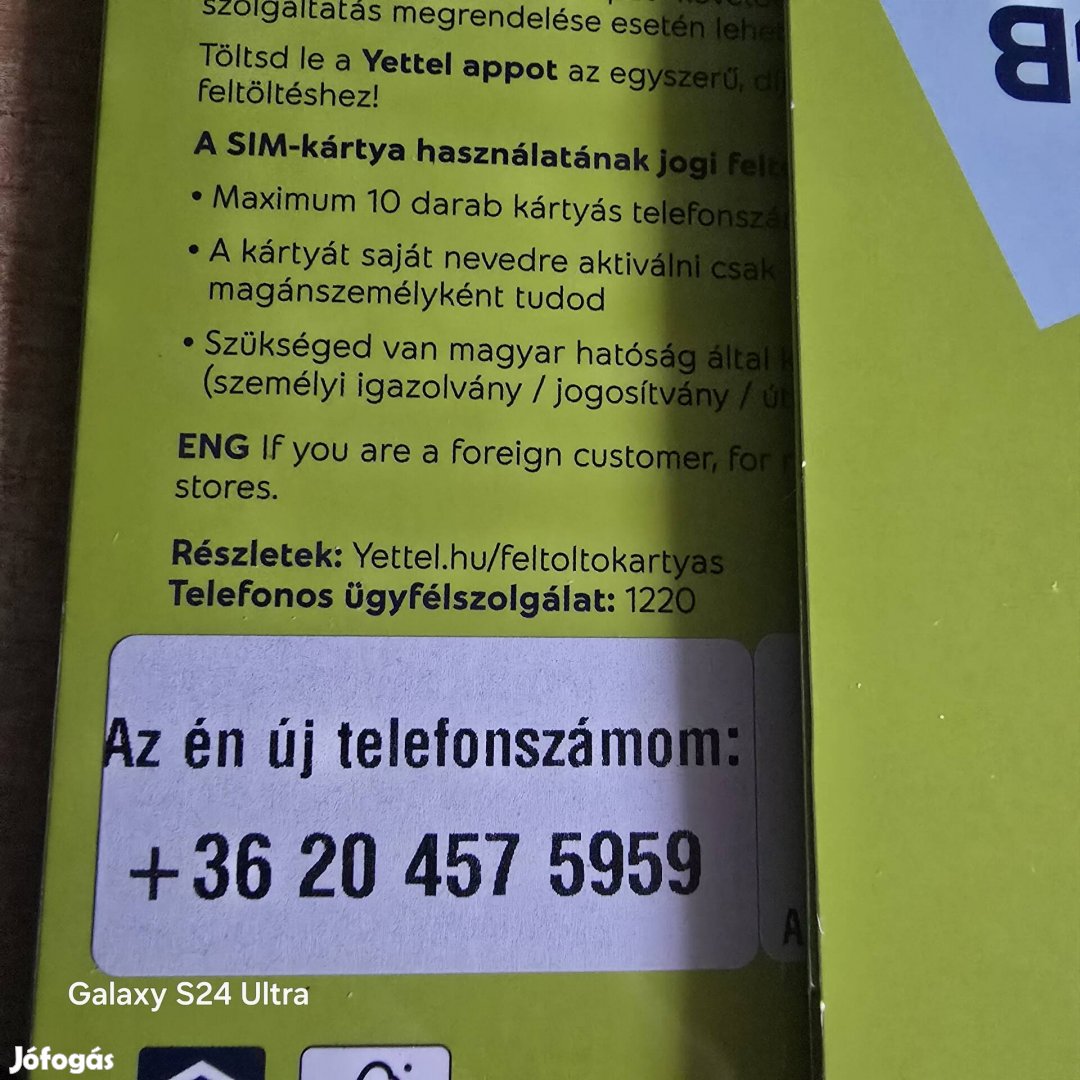 szolgáltatás megrendelése esetén
Töltsd le a Yettel appot az egyszerű,
feltöltéshez!
A SIM-kártya használatának jogi
• Maximum 10 darab kártyás
• A kártyát saját nevedre aktiválni csak
magánszemélyként tudod
• Szükséged van magyar hatóság által
(személyi igazolvány / jogosítvány /
ENG If you are a foreign customer, for
stores.
Részletek: Yettel.hu/feltoltokartyas
Telefonos ügyfélszolgálat: 1220
Az én új telefonszámom:
+36 20 457 5959
A
Galaxy S24 Ultra
Jófogás